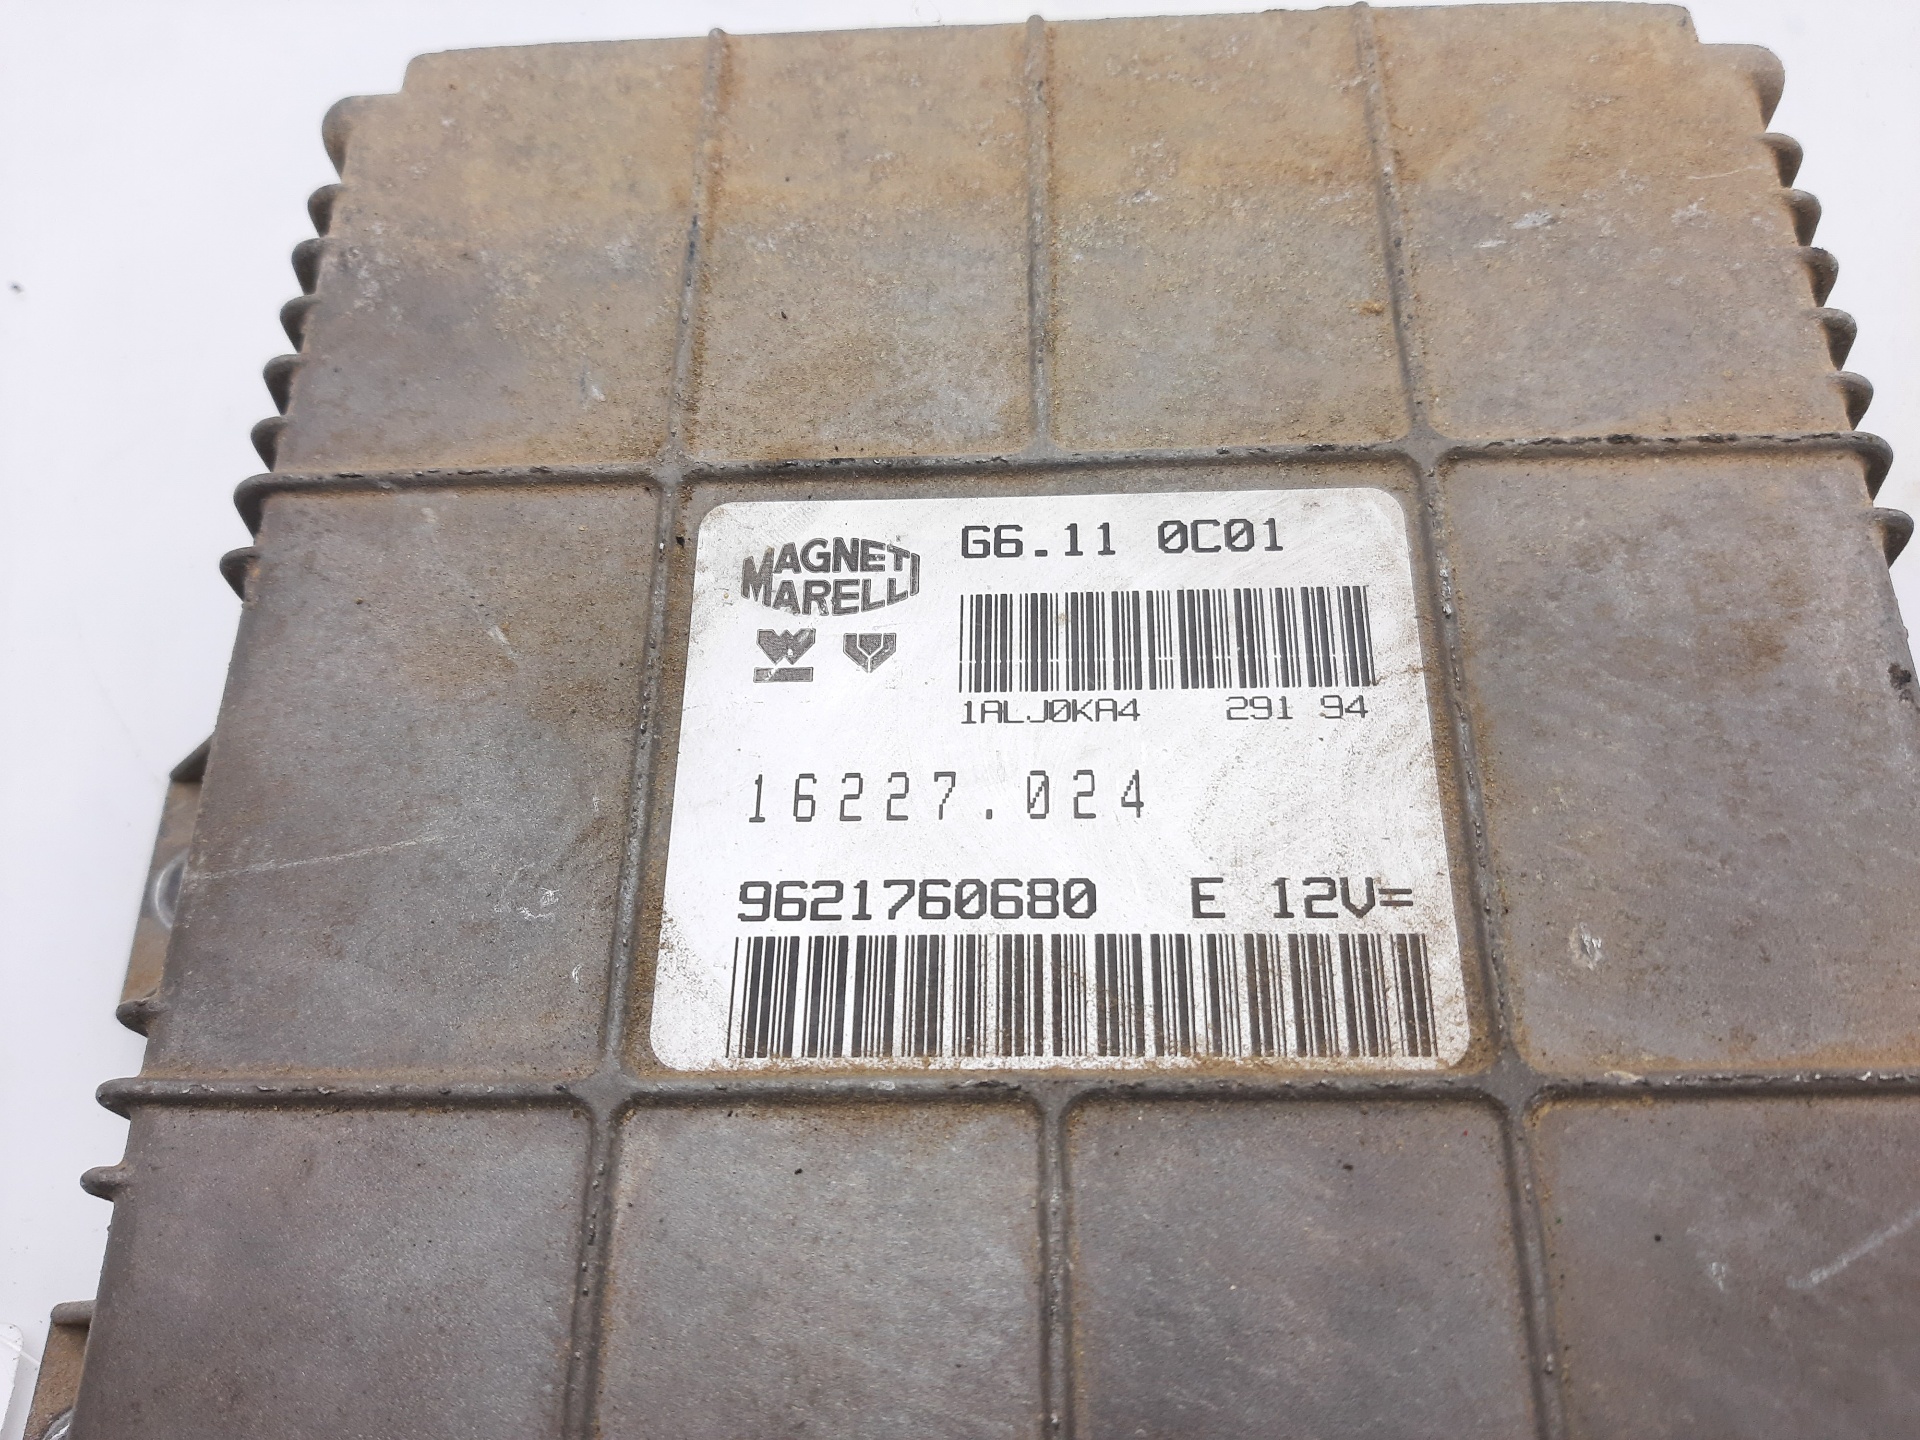 MAGNETI
MARELLI
G6.11 0C01
1ALJ0KA4 291 94
16227.024
9621760680 E 12V=